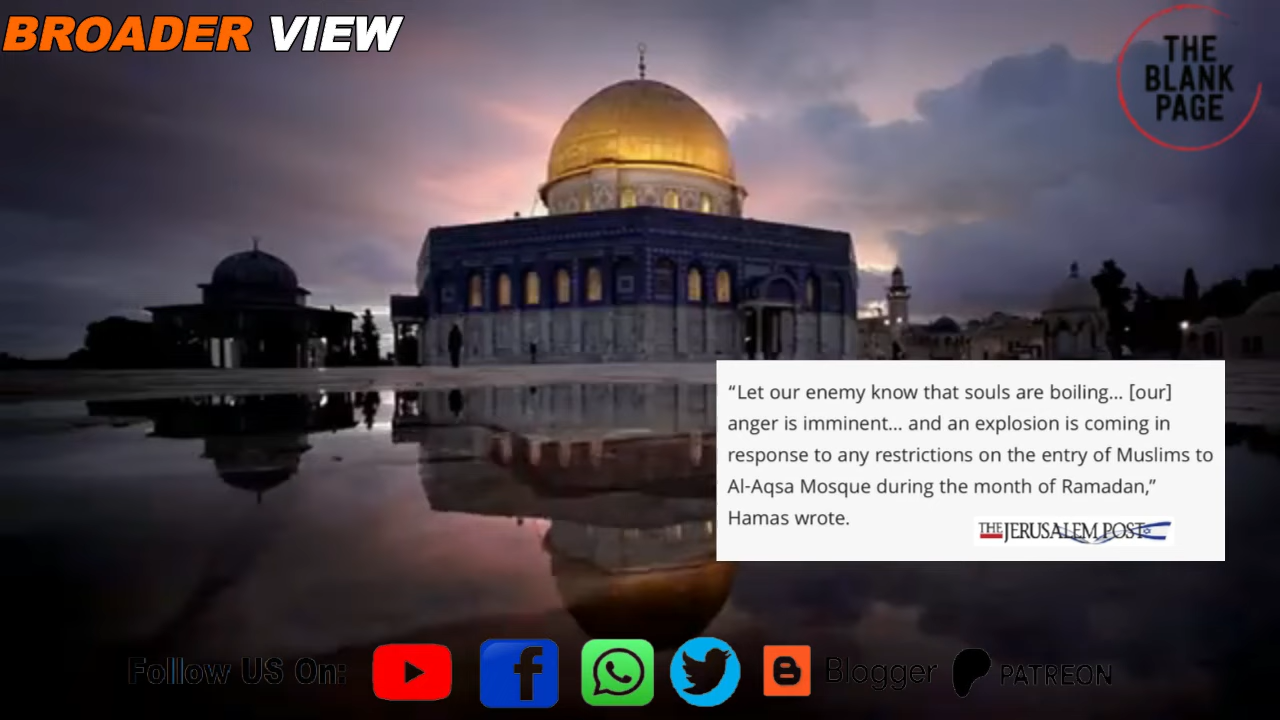 BROADER VIEW
THE
BLANK
PAGE
“Let our enemy know that souls are boiling... [our]
anger is imminent... and an explosion is coming in
response to any restrictions on the entry of Muslims to
Al-Aqsa Mosque during the month of Ramadan,”
Hamas wrote.
THE JERUSALEM POST
Follow US On:
Blogger
PATREON